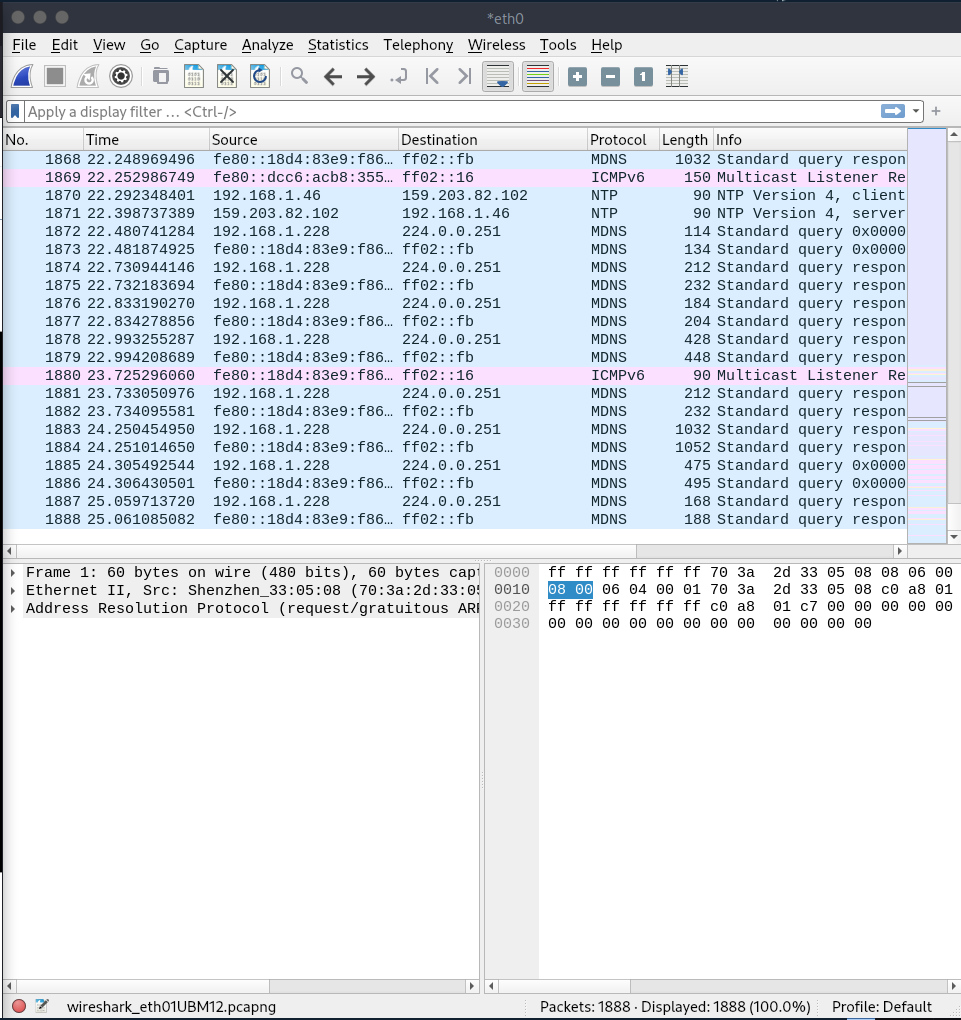 *eth0
File Edit View Go Capture Analyze Statistics Telephony Wireless Tools Help
Apply a display filter … <Ctrl-/>
No. Time Source Destination Protocol Length Info
1868 22.248969496 fe80::18d4:83e9:f86… ff02::fb MDNS 1032 Standard query respon
1869 22.252986749 fe80::dcc6:acb8:355… ff02::16 ICMPv6 150 Multicast Listener Re
1870 22.292348401 192.168.1.46 159.203.82.102 NTP 90 NTP Version 4, client
1871 22.398737389 159.203.82.102 192.168.1.46 NTP 90 NTP Version 4, server
1872 22.480741284 192.168.1.228 224.0.0.251 MDNS 114 Standard query 0x0000
1873 22.481874925 fe80::18d4:83e9:f86… ff02::fb MDNS 134 Standard query 0x0000
1874 22.730944146 192.168.1.228 224.0.0.251 MDNS 212 Standard query respon
1875 22.732183694 fe80::18d4:83e9:f86… ff02::fb MDNS 232 Standard query respon
1876 22.833190270 192.168.1.228 224.0.0.251 MDNS 184 Standard query respon
1877 22.834278856 fe80::18d4:83e9:f86… ff02::fb MDNS 204 Standard query respon
1878 22.993255287 192.168.1.228 224.0.0.251 MDNS 428 Standard query respon
1879 22.994208689 fe80::18d4:83e9:f86… ff02::fb MDNS 448 Standard query respon
1880 23.725296060 fe80::18d4:83e9:f86… ff02::16 ICMPv6 90 Multicast Listener Re
1881 23.733050976 192.168.1.228 224.0.0.251 MDNS 212 Standard query respon
1882 23.734095581 fe80::18d4:83e9:f86… ff02::fb MDNS 232 Standard query respon
1883 24.250454950 192.168.1.228 224.0.0.251 MDNS 1032 Standard query respon
1884 24.251014650 fe80::18d4:83e9:f86… ff02::fb MDNS 1052 Standard query respon
1885 24.305492544 192.168.1.228 224.0.0.251 MDNS 475 Standard query 0x0000
1886 24.306430501 fe80::18d4:83e9:f86… ff02::fb MDNS 495 Standard query 0x0000
1887 25.059713720 192.168.1.228 224.0.0.251 MDNS 168 Standard query respon
1888 25.061085082 fe80::18d4:83e9:f86… ff02::fb MDNS 188 Standard query respon
Frame 1: 60 bytes on wire (480 bits), 60 bytes capt
Ethernet II, Src: Shenzhen_33:05:08 (70:3a:2d:33:05
Address Resolution Protocol (request/gratuitous ARP
0000 ff ff ff ff ff ff 70 3a 2d 33 05 08 08 06 00
0010 08 00 06 04 00 01 70 3a 2d 33 05 08 c0 a8 01
0020 ff ff ff ff ff ff c0 a8 01 c7 00 00 00 00 00
0030 00 00 00 00 00 00 00 00 00 00 00 00
wireshark_eth01UBM12.pcapng
Packets: 1888 · Displayed: 1888 (100.0%)
Profile: Default